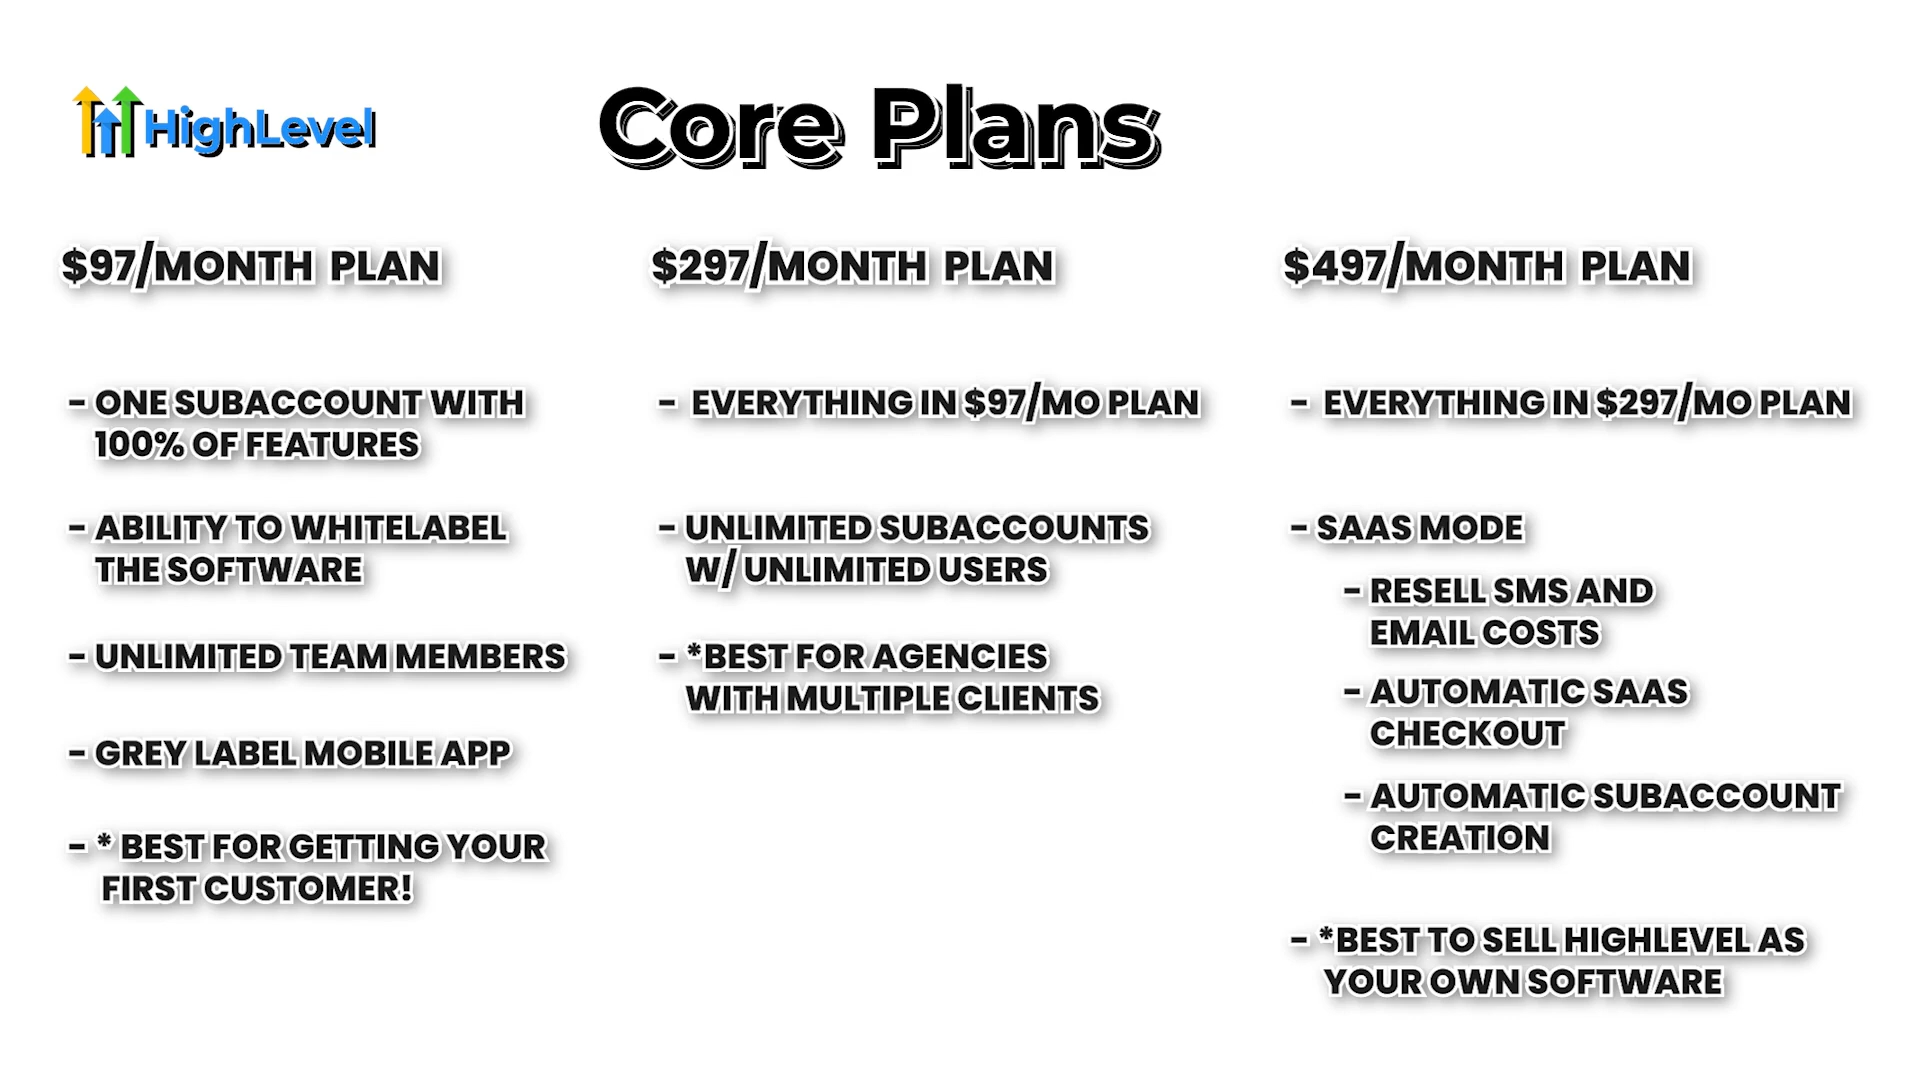 HighLevel
Core Plans
$97/MONTH PLAN
- ONE SUBACCOUNT WITH
100% OF FEATURES
- ABILITY TO WHITELABEL
THE SOFTWARE
- UNLIMITED TEAM MEMBERS
- GREY LABEL MOBILE APP
- * BEST FOR GETTING YOUR
FIRST CUSTOMER!
$297/MONTH PLAN
- EVERYTHING IN $97/MO PLAN
- UNLIMITED SUBACCOUNTS
W/ UNLIMITED USERS
- *BEST FOR AGENCIES
WITH MULTIPLE CLIENTS
$497/MONTH PLAN
- EVERYTHING IN $297/MO PLAN
- SAAS MODE
- RESELL SMS AND
EMAIL COSTS
- AUTOMATIC SAAS
CHECKOUT
- AUTOMATIC SUBACCOUNT
CREATION
- *BEST TO SELL HIGHLEVEL AS
YOUR OWN SOFTWARE